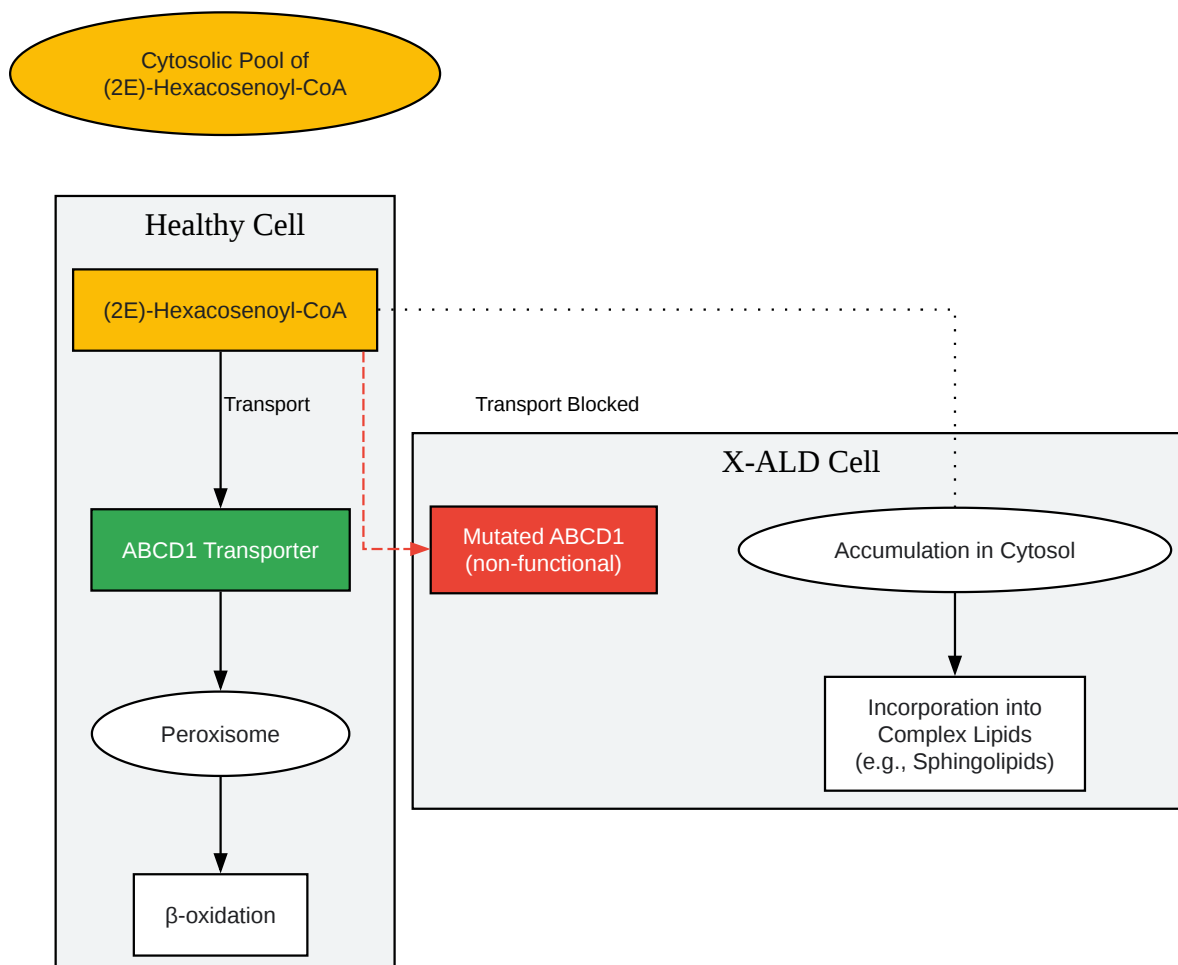 Cytosolic Pool of
(2E)-Hexacosenoyl-CoA
Healthy Cell
(2E)-Hexacosenoyl-CoA
Transport
Transport Blocked
X-ALD Cell
ABCD1 Transporter
Mutated ABCD1
(non-functional)
Accumulation in Cytosol
Peroxisome
Incorporation into
Complex Lipids
(e.g., Sphingolipids)
β-oxidation